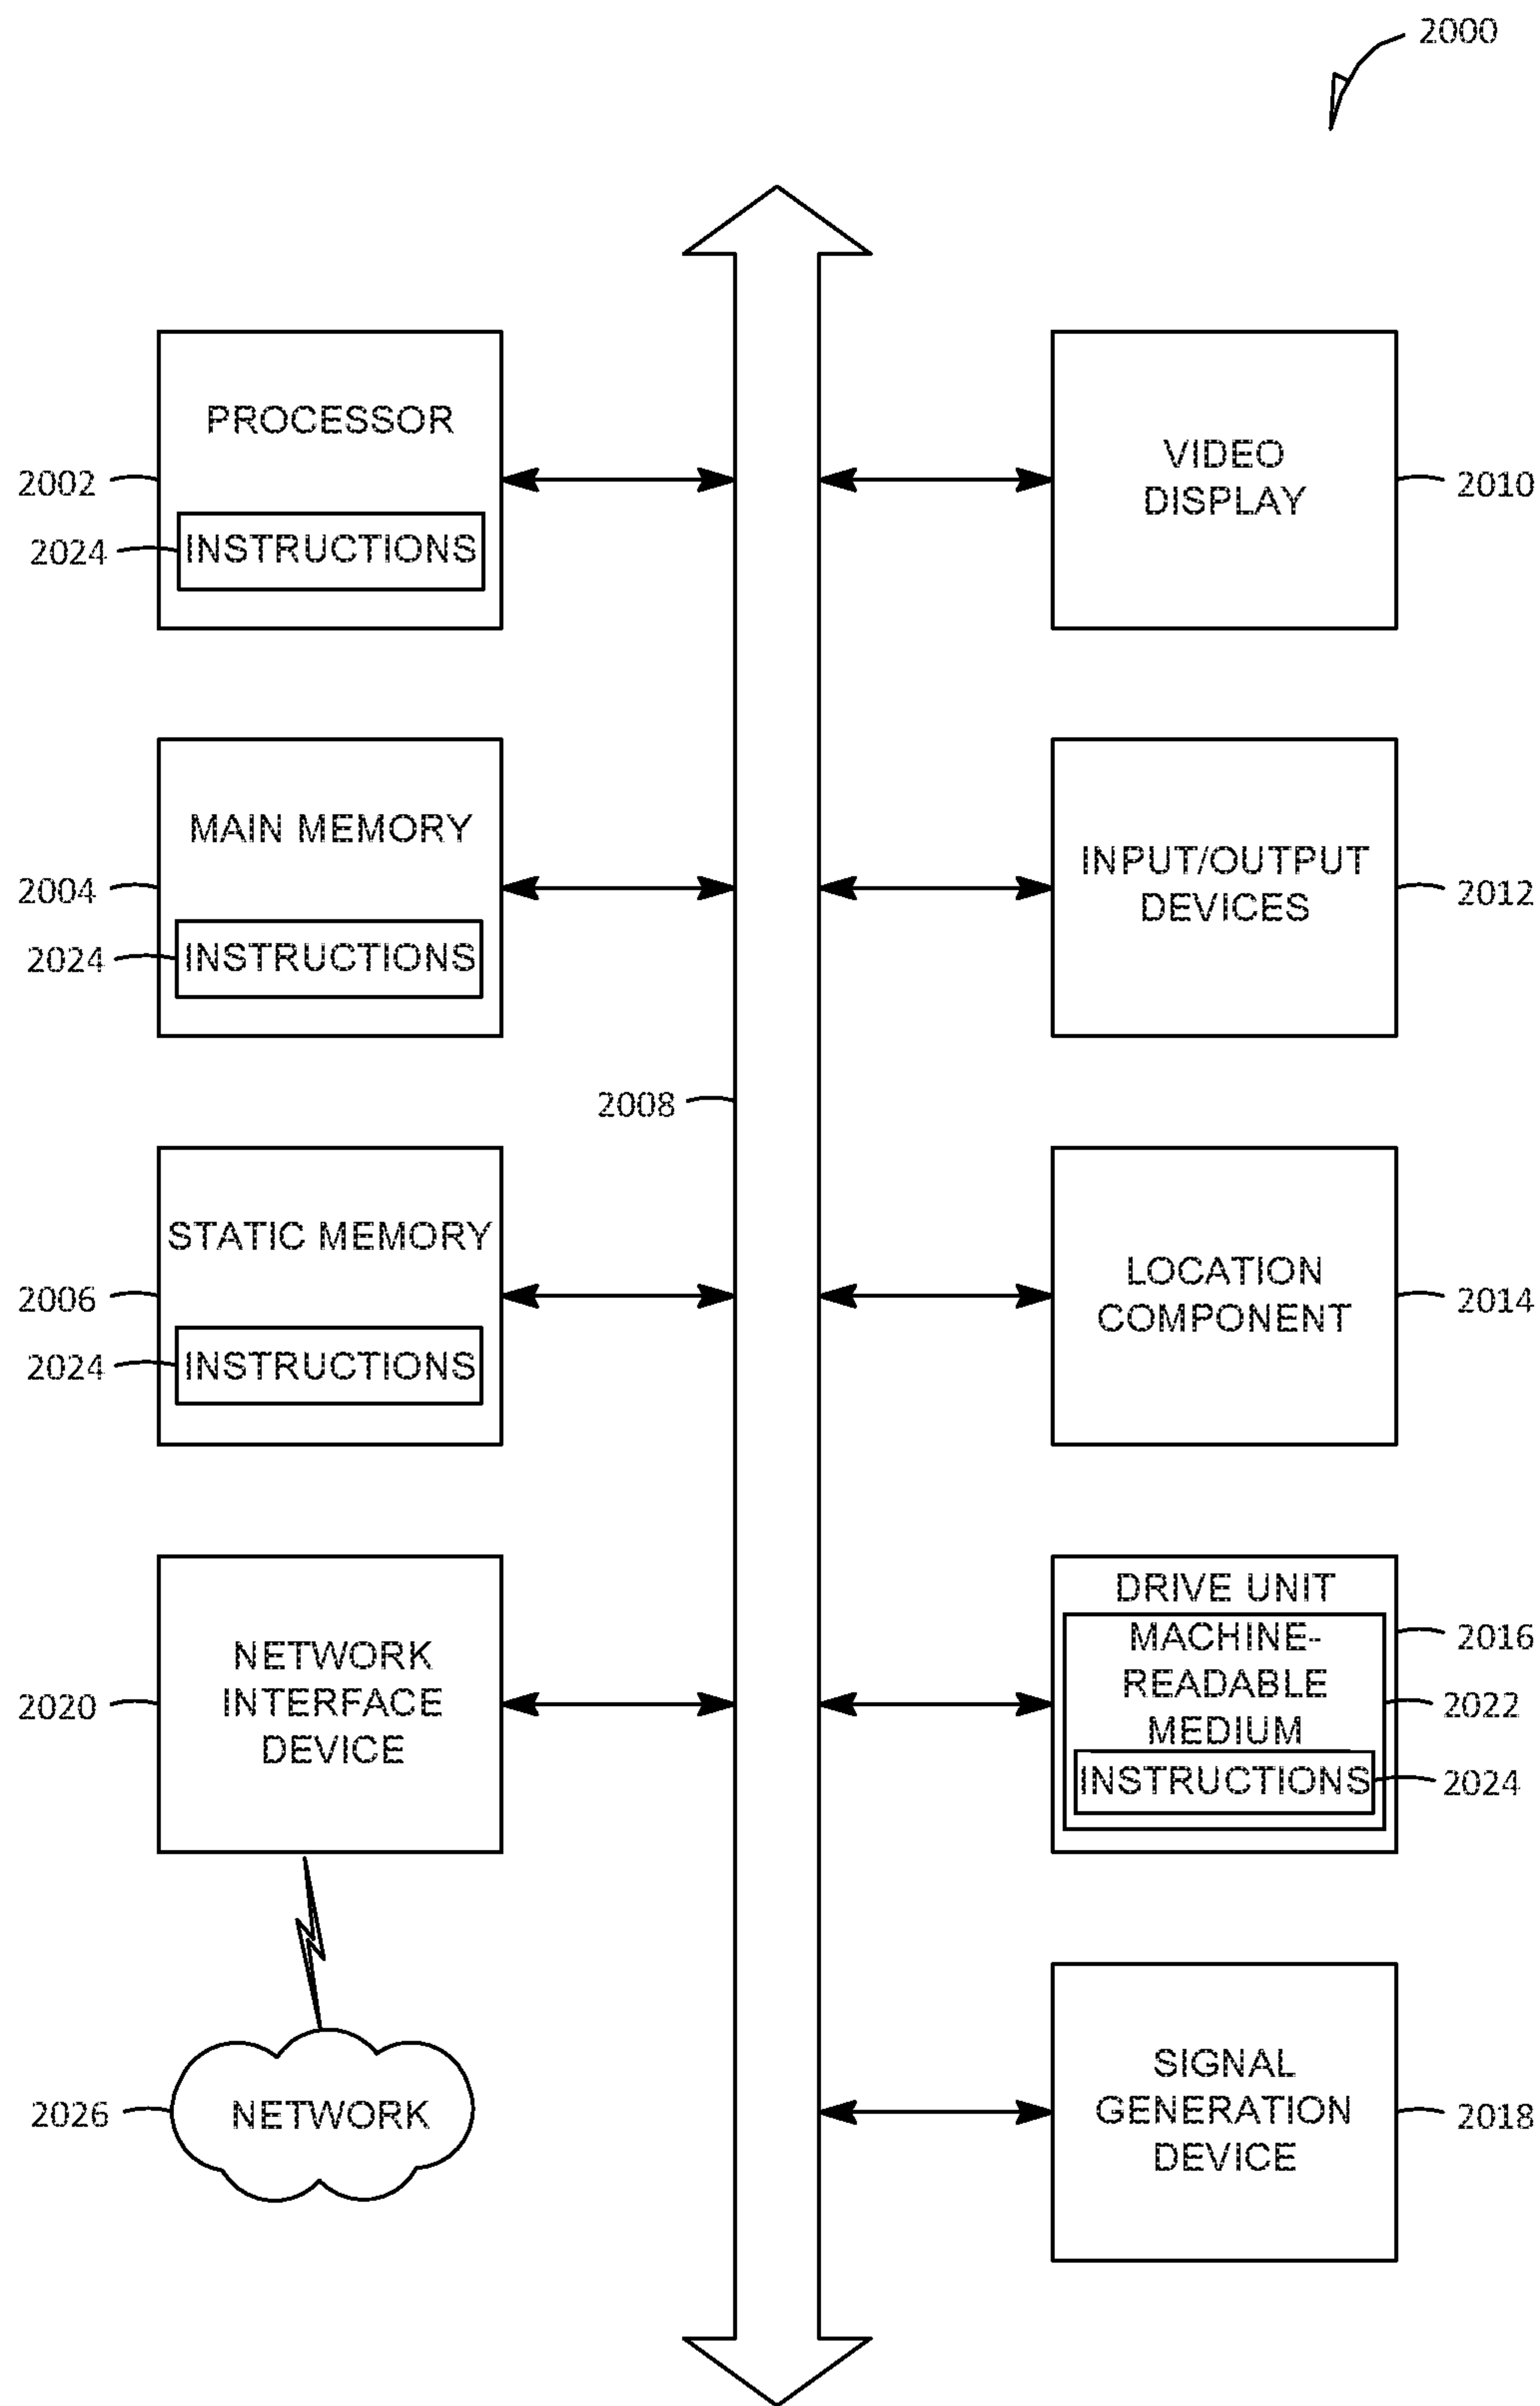 2000
PROCESSOR
2002
2024
INSTRUCTIONS
VIDEO
DISPLAY
2010
MAIN MEMORY
2004
2024
INSTRUCTIONS
INPUT/OUTPUT
DEVICES
2012
2008
STATIC MEMORY
2006
2024
INSTRUCTIONS
LOCATION
COMPONENT
2014
NETWORK
INTERFACE
DEVICE
2020
DRIVE UNIT
MACHINE-
READABLE
MEDIUM
INSTRUCTIONS
2016
2022
2024
2026
NETWORK
SIGNAL
GENERATION
DEVICE
2018